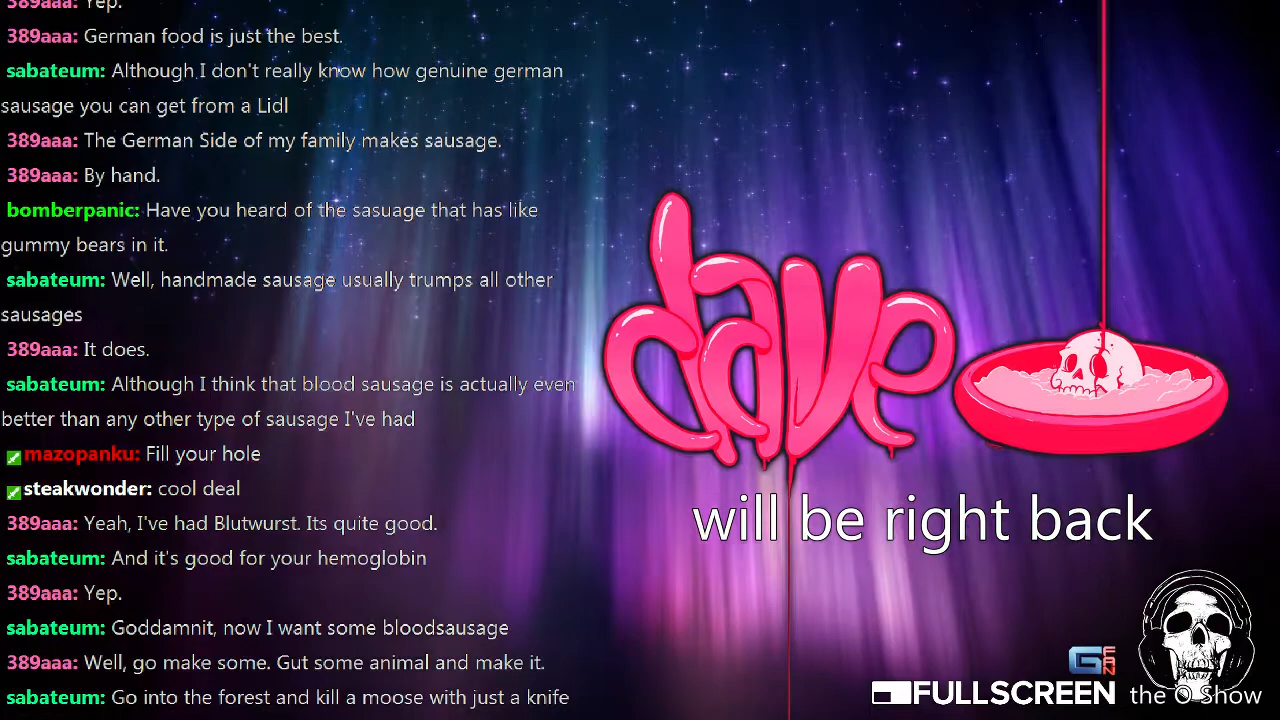 389aaa: Yep.
389aaa: German food is just the best.
sabateum: Although I don't really know how genuine german
sausage you can get from a Lidl
389aaa: The German Side of my family makes sausage.
389aaa: By hand.
bomberpanic: Have you heard of the sasuage that has like
gummy bears in it.
sabateum: Well, handmade sausage usually trumps all other
sausages
389aaa: It does.
sabateum: Although I think that blood sausage is actually even
better than any other type of sausage I've had
mazopanku: Fill your hole
steakwonder: cool deal
389aaa: Yeah, I've had Blutwurst. Its quite good.
sabateum: And it's good for your hemoglobin
389aaa: Yep.
sabateum: Goddamnit, now I want some bloodsausage
389aaa: Well, go make some. Gut some animal and make it.
sabateum: Go into the forest and kill a moose with just a knife
dave
will be right back
G FAN
FULLSCREEN
the O Show